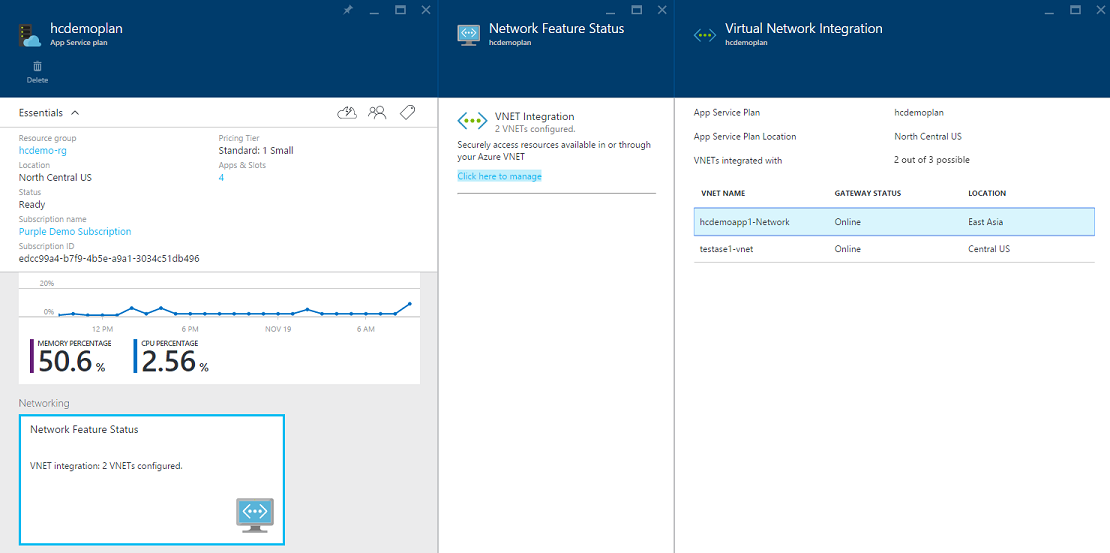 hcdemoplan
App Service plan
Delete
Essentials
Resource group
hcdemo-rg
Pricing Tier
Standard: 1 Small
Location
North Central US
Apps & Slots
4
Status
Ready
Subscription name
Purple Demo Subscription
Subscription ID
edcc99a4-b7f9-4b5e-a9a1-3034c51db496
20%
0%
12 PM
6 PM
NOV 19
6 AM
MEMORY PERCENTAGE
50.6 %
CPU PERCENTAGE
2.56 %
Networking
Network Feature Status
VNET integration: 2 VNETs configured.
Network Feature Status
hcdemoplan
VNET Integration
2 VNETs configured.
Securely access resources available in or through
your Azure VNET
Click here to manage
Virtual Network Integration
hcdemoplan
App Service Plan hcdemoplan
App Service Plan Location North Central US
VNETs integrated with 2 out of 3 possible
VNET NAME GATEWAY STATUS LOCATION
hcdemoapp1-Network Online East Asia
testase1-vnet Online Central US